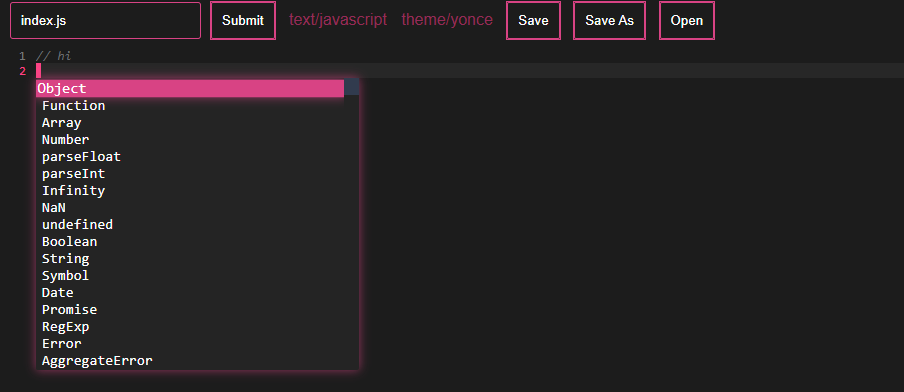 index.js Submit text/javascript theme/yonce Save Save As Open
1 // hi
2
Object
Function
Array
Number
parseFloat
parseInt
Infinity
NaN
undefined
Boolean
String
Symbol
Date
Promise
RegExp
Error
AggregateError